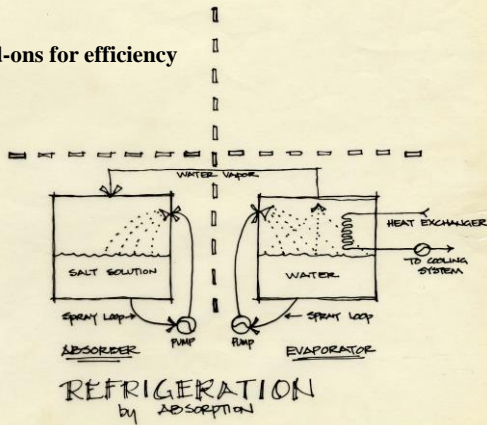 l-ons for efficiency
WATER VAPOR
HEAT EXCHANGER
SALT SOLUTION
WATER
TO COOLING
SYSTEM
SPRAY LOOP
PUMP
PUMP
SPRAY LOOP
ABSORBER
EVAPORATOR
REFRIGERATION
by ABSORPTION